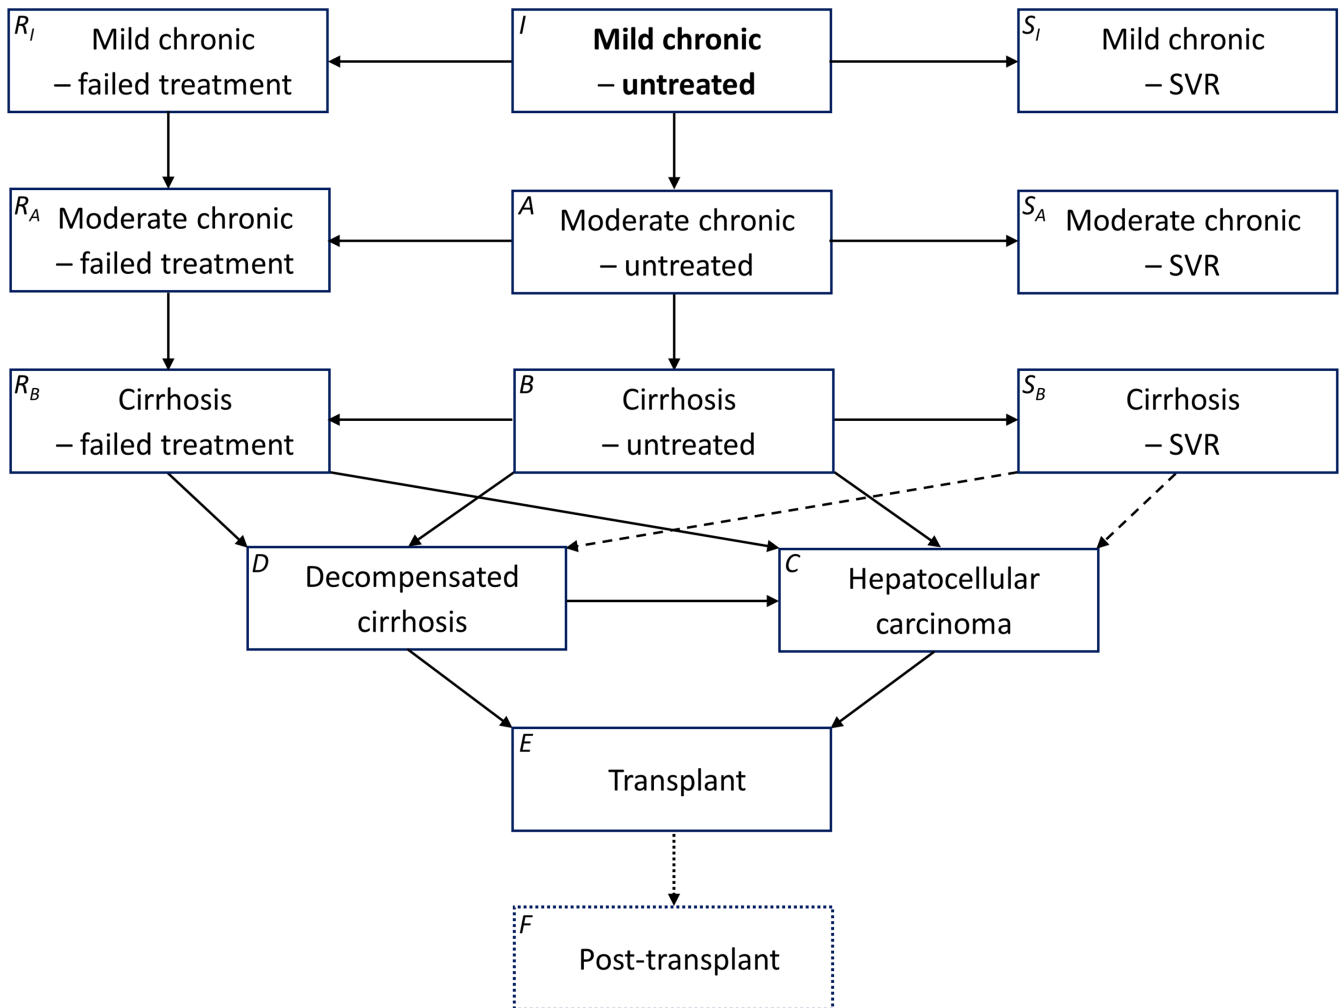 R_I
Mild chronic
– failed treatment
I
Mild chronic
– untreated
S_I
Mild chronic
– SVR
R_A
Moderate chronic
– failed treatment
A
Moderate chronic
– untreated
S_A
Moderate chronic
– SVR
R_B
Cirrhosis
– failed treatment
B
Cirrhosis
– untreated
S_B
Cirrhosis
– SVR
D
Decompensated
cirrhosis
C
Hepatocellular
carcinoma
E
Transplant
F
Post-transplant